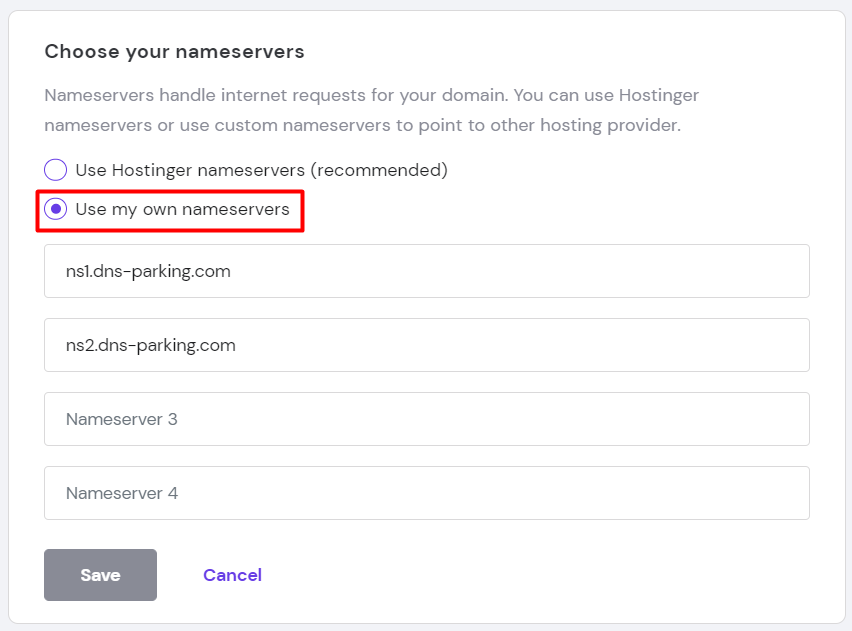 Choose your nameservers
Nameservers handle internet requests for your domain. You can use Hostinger
nameservers or use custom nameservers to point to other hosting provider.
Use Hostinger nameservers (recommended)
Use my own nameservers
ns1.dns-parking.com
ns2.dns-parking.com
Nameserver 3
Nameserver 4
Save
Cancel